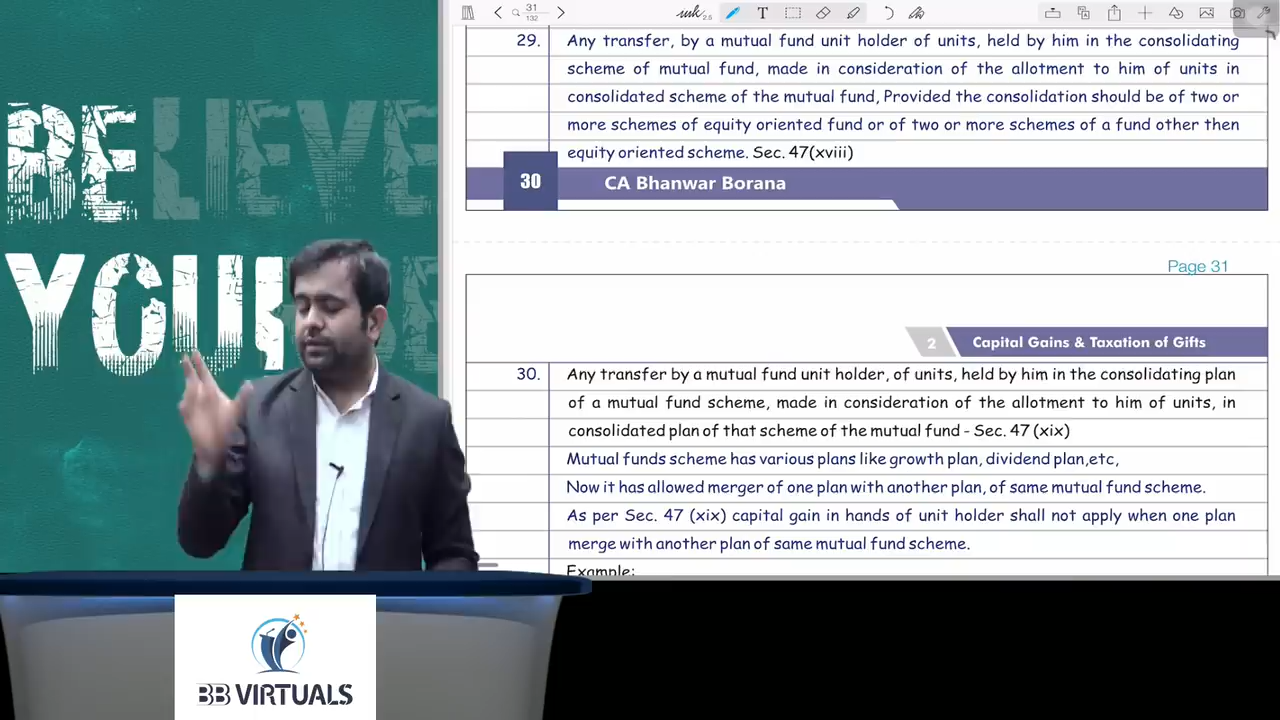 31
132
ink 2.5
T
29. Any transfer, by a mutual fund unit holder of units, held by him in the consolidating
scheme of mutual fund, made in consideration of the allotment to him of units in
consolidated scheme of the mutual fund, Provided the consolidation should be of two or
more schemes of equity oriented fund or of two or more schemes of a fund other then
equity oriented scheme. Sec. 47(xviii)
30 CA Bhanwar Borana
Page 31
2 Capital Gains & Taxation of Gifts
30. Any transfer by a mutual fund unit holder, of units, held by him in the consolidating plan
of a mutual fund scheme, made in consideration of the allotment to him of units, in
consolidated plan of that scheme of the mutual fund - Sec. 47 (xix)
Mutual funds scheme has various plans like growth plan, dividend plan,etc,
Now it has allowed merger of one plan with another plan, of same mutual fund scheme.
As per Sec. 47 (xix) capital gain in hands of unit holder shall not apply when one plan
merge with another plan of same mutual fund scheme.
Example:
BELIEVE
YOUR
BB VIRTUALS